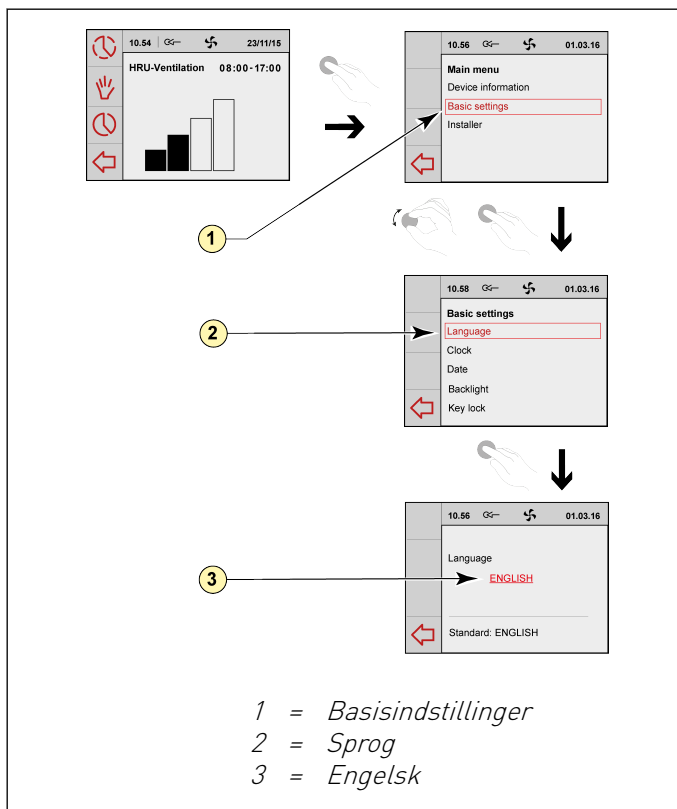 10.54 23/11/15
HRU-Ventilation 08:00-17:00
10.56 01.03.16
Main menu
Device information
Basic settings
Installer
1
10.58 01.03.16
Basic settings
Language
Clock
Date
Backlight
Key lock
2
10.56 01.03.16
Language
ENGLISH
Standard: ENGLISH
3
1 = Basisindstillinger
2 = Sprog
3 = Engelsk